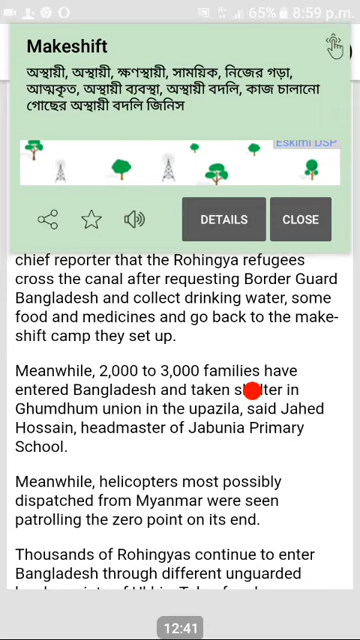 65% 8:59 p.m.
Makeshift
অস্থায়ী, অস্থায়ী, ক্ষণস্থায়ী, সাময়িক, নিজের গড়া,
আত্মকৃত, অস্থায়ী ব্যবস্থা, অস্থায়ী বদলি, কাজ চালানো
গোছের অস্থায়ী বদলি জিনিস
Eskimi DSP
DETAILS
CLOSE
chief reporter that the Rohingya refugees
cross the canal after requesting Border Guard
Bangladesh and collect drinking water, some
food and medicines and go back to the make-
shift camp they set up.
Meanwhile, 2,000 to 3,000 families have
entered Bangladesh and taken shelter in
Ghumdhum union in the upazila, said Jahed
Hossain, headmaster of Jabunia Primary
School.
Meanwhile, helicopters most possibly
dispatched from Myanmar were seen
patrolling the zero point on its end.
Thousands of Rohingyas continue to enter
Bangladesh through different unguarded
12:41